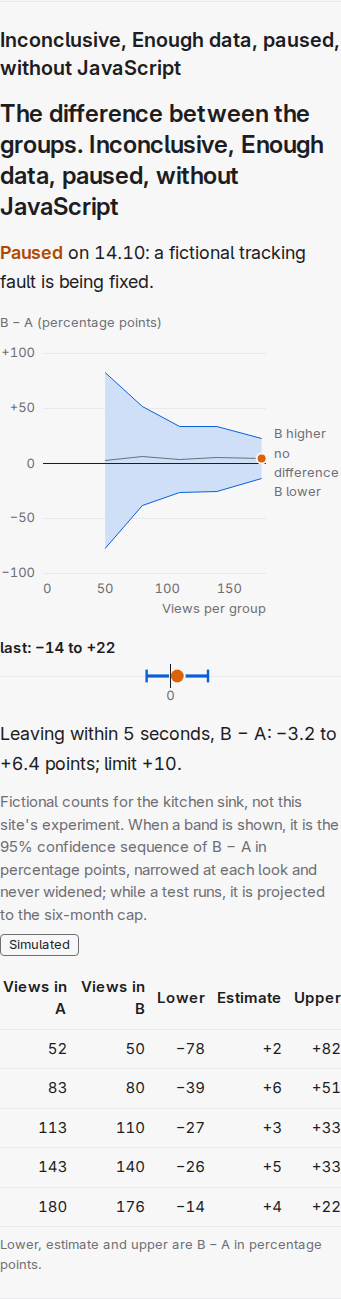 Inconclusive, Enough data, paused,
without JavaScript
The difference between the
groups. Inconclusive, Enough
data, paused, without
JavaScript
Paused on 14.10: a fictional tracking
fault is being fixed.
B − A (percentage points)
+100
+50
0
−50
−100
B higher
no
difference
B lower
0 50 100 150
Views per group
last: −14 to +22
0
Leaving within 5 seconds, B − A: −3.2 to
+6.4 points; limit +10.
Fictional counts for the kitchen sink, not this
site's experiment. When a band is shown, it is the
95% confidence sequence of B − A in
percentage points, narrowed at each look and
never widened; while a test runs, it is projected
to the six-month cap.
Simulated
Views in A Views in B Lower Estimate Upper
52 50 −78 +2 +82
83 80 −39 +6 +51
113 110 −27 +3 +33
143 140 −26 +5 +33
180 176 −14 +4 +22
Lower, estimate and upper are B − A in percentage
points.